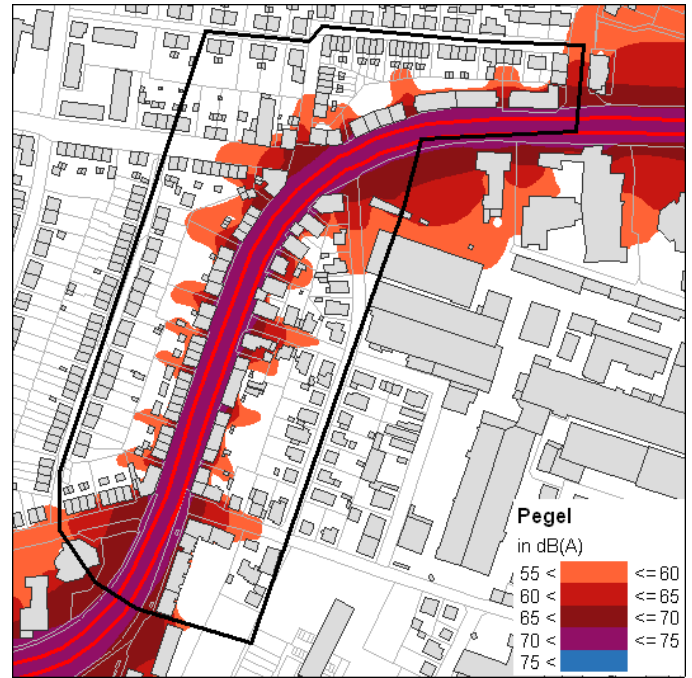 Pegel
in dB(A)
55 < <= 60
60 < <= 65
65 < <= 70
70 < <= 75
75 <